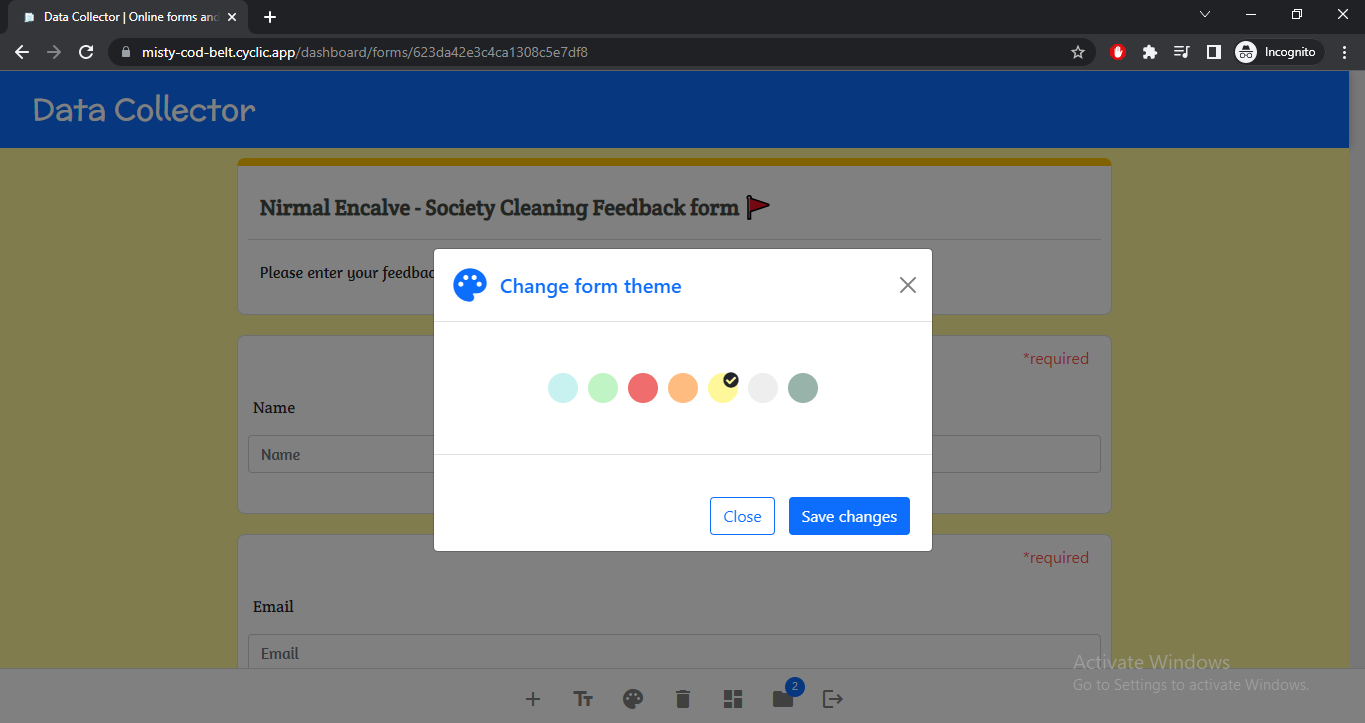 Data Collector | Online forms and
misty-cod-belt.cyclic.app/dashboard/forms/623da42e3c4ca1308c5e7df8
Incognito
Data Collector
Nirmal Encalve - Society Cleaning Feedback form
Please enter your feedbac
Change form theme
*required
Name
Name
Close
Save changes
*required
Email
Email
Activate Windows
Go to Settings to activate Windows.
Tт
2